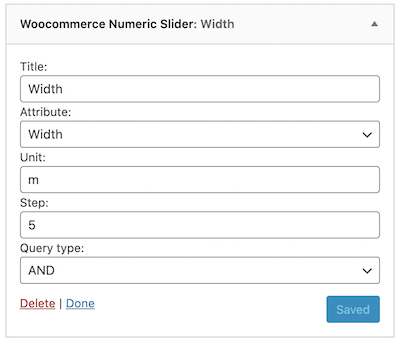 Woocommerce Numeric Slider: Width
Title:
Width
Attribute:
Width
Unit:
m
Step:
5
Query type:
AND
Delete | Done
Saved